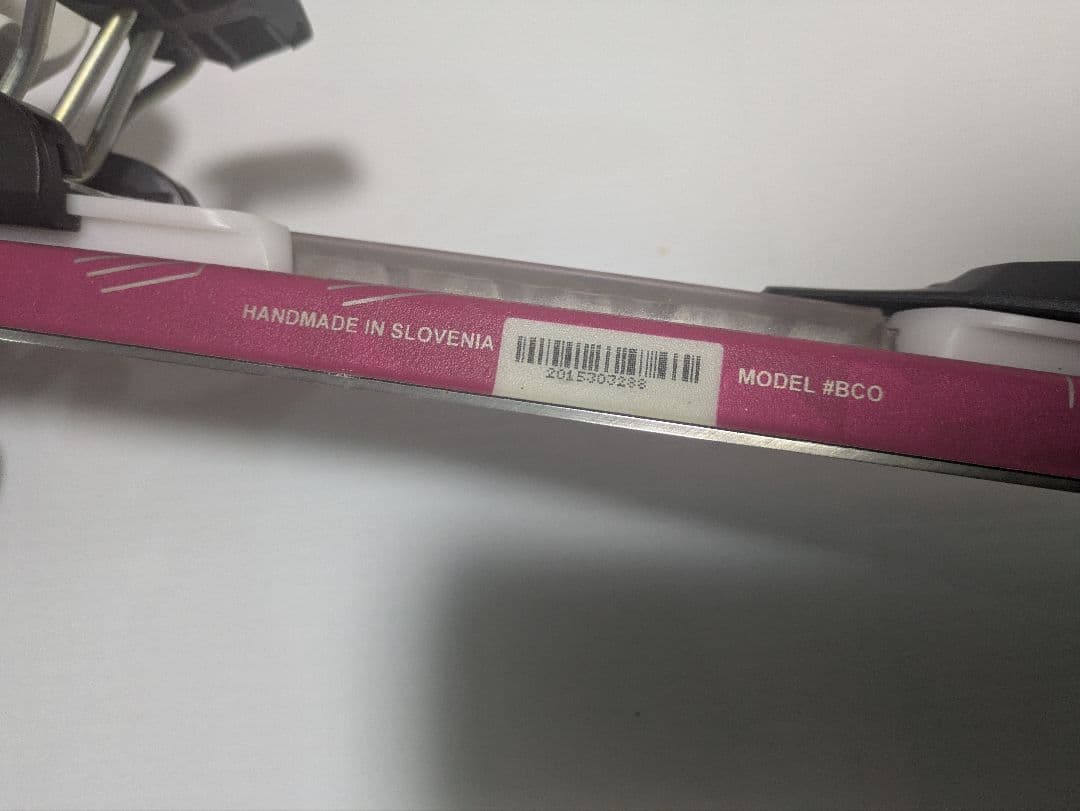 HANDMADE IN SLOVENIA
2015303288
MODEL #BCO